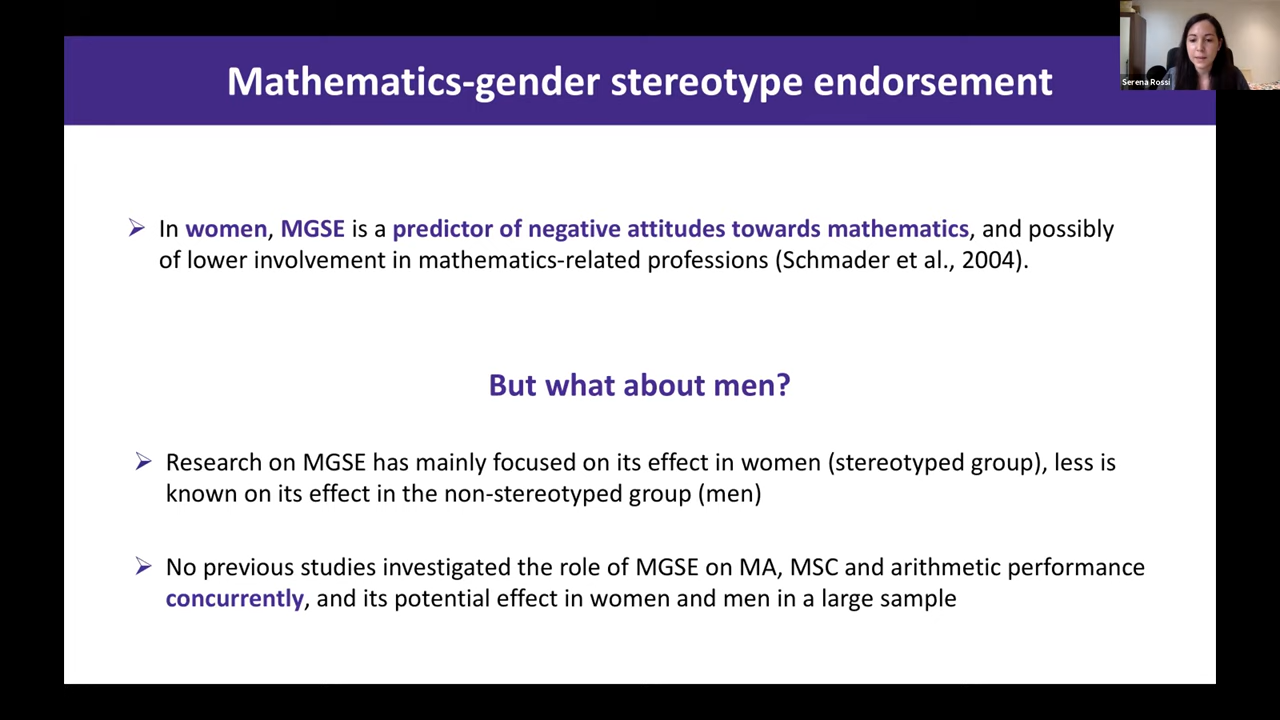 Mathematics-gender stereotype endorsement
Serena Rossi
In women, MGSE is a predictor of negative attitudes towards mathematics, and possibly
of lower involvement in mathematics-related professions (Schmader et al., 2004).
But what about men?
Research on MGSE has mainly focused on its effect in women (stereotyped group), less is
known on its effect in the non-stereotyped group (men)
No previous studies investigated the role of MGSE on MA, MSC and arithmetic performance
concurrently, and its potential effect in women and men in a large sample